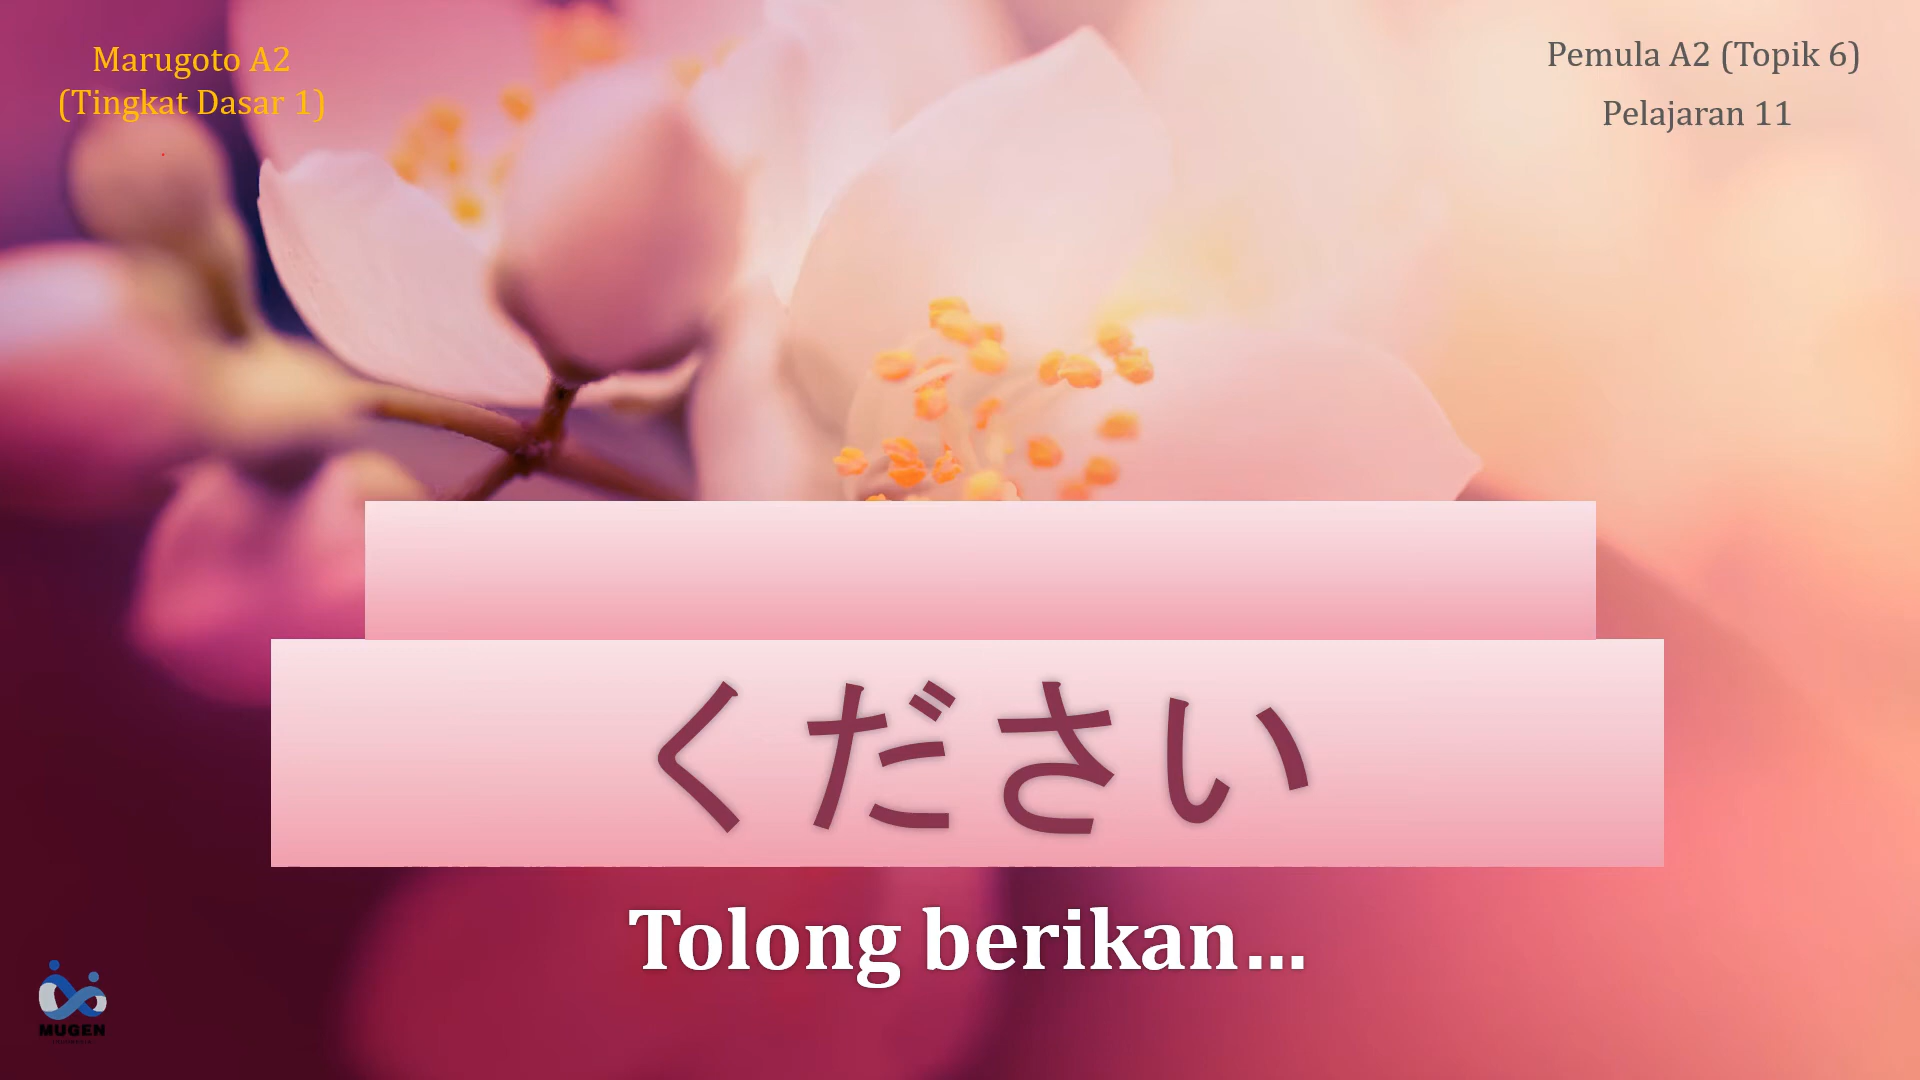 Marugoto A2
(Tingkat Dasar 1)
Pemula A2 (Topik 6)
Pelajaran 11
ください
Tolong berikan...
MUGEN